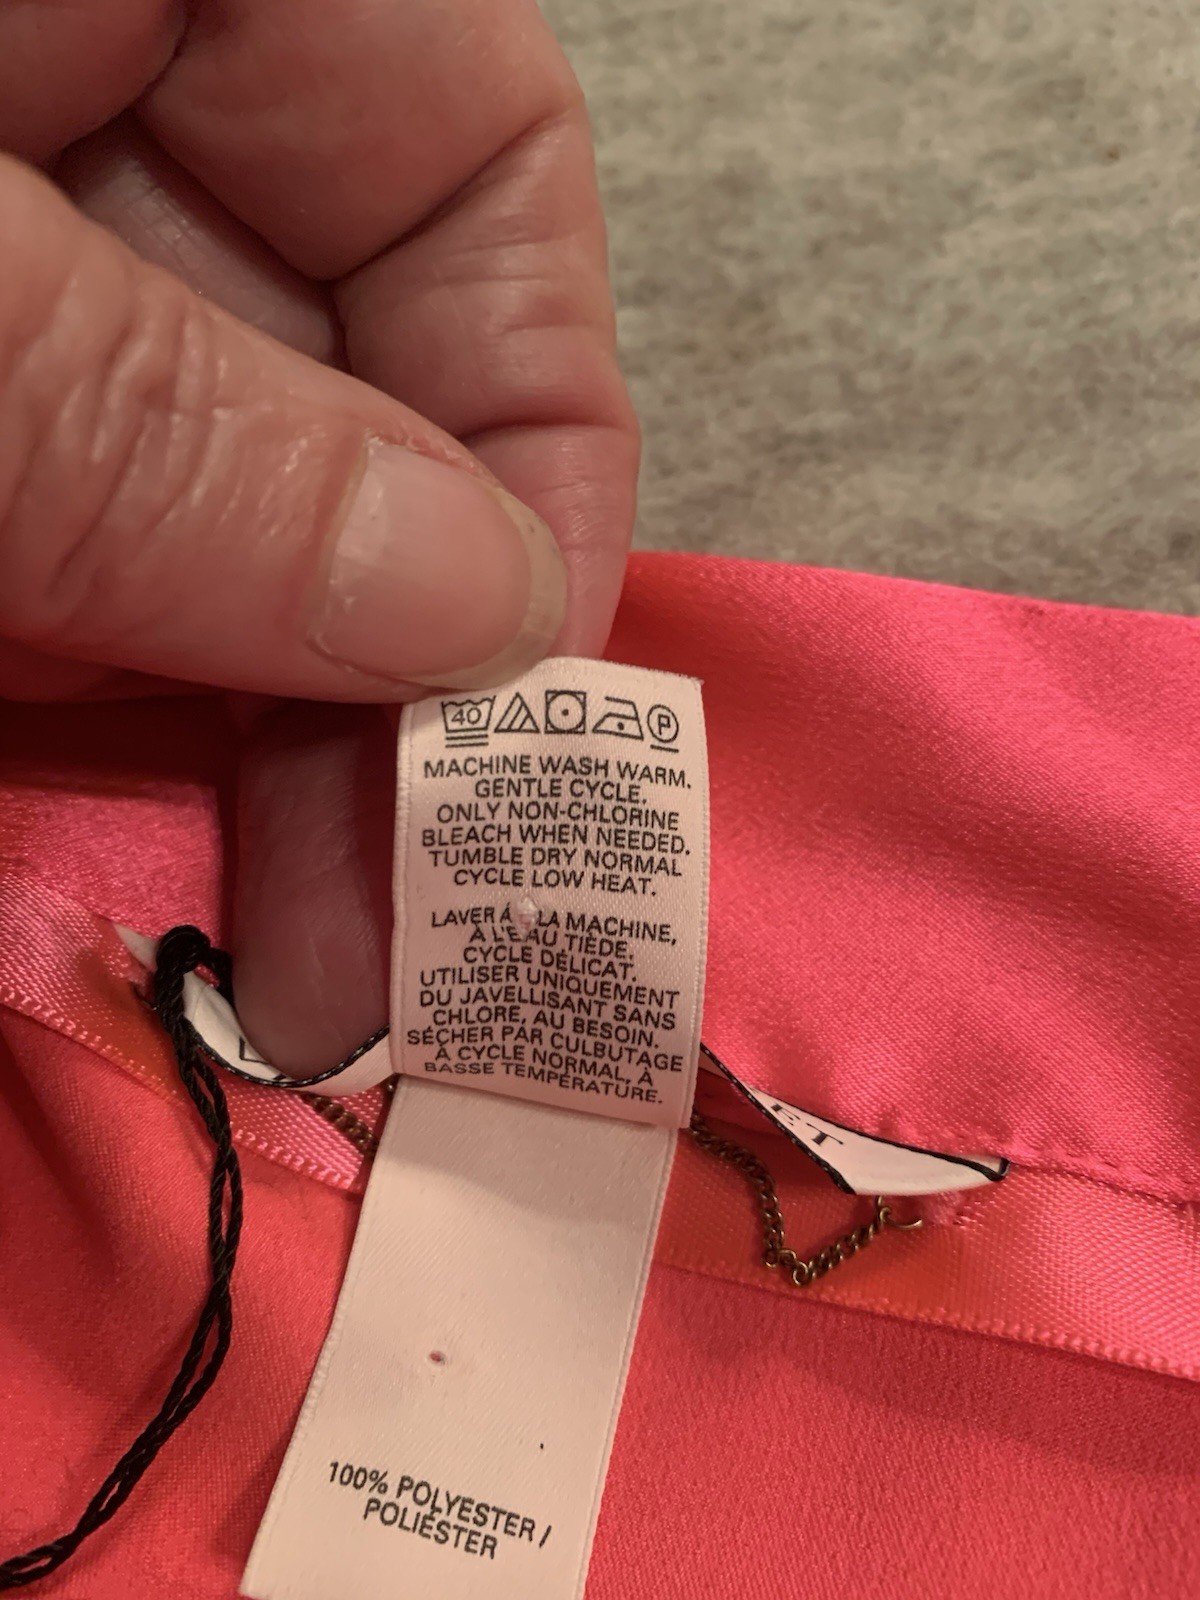 40
P
MACHINE WASH WARM.
GENTLE CYCLE.
ONLY NON-CHLORINE
BLEACH WHEN NEEDED.
TUMBLE DRY NORMAL
CYCLE LOW HEAT.
LAVER À LA MACHINE,
À L'EAU TIÈDE.
CYCLE DÉLICAT.
UTILISER UNIQUEMENT
DU JAVELLISANT SANS
CHLORE, AU BESOIN.
SÉCHER PAR CULBUTAGE
À CYCLE NORMAL, À
BASSE TEMPÉRATURE.
ET
100% POLYESTER /
POLIÉSTER